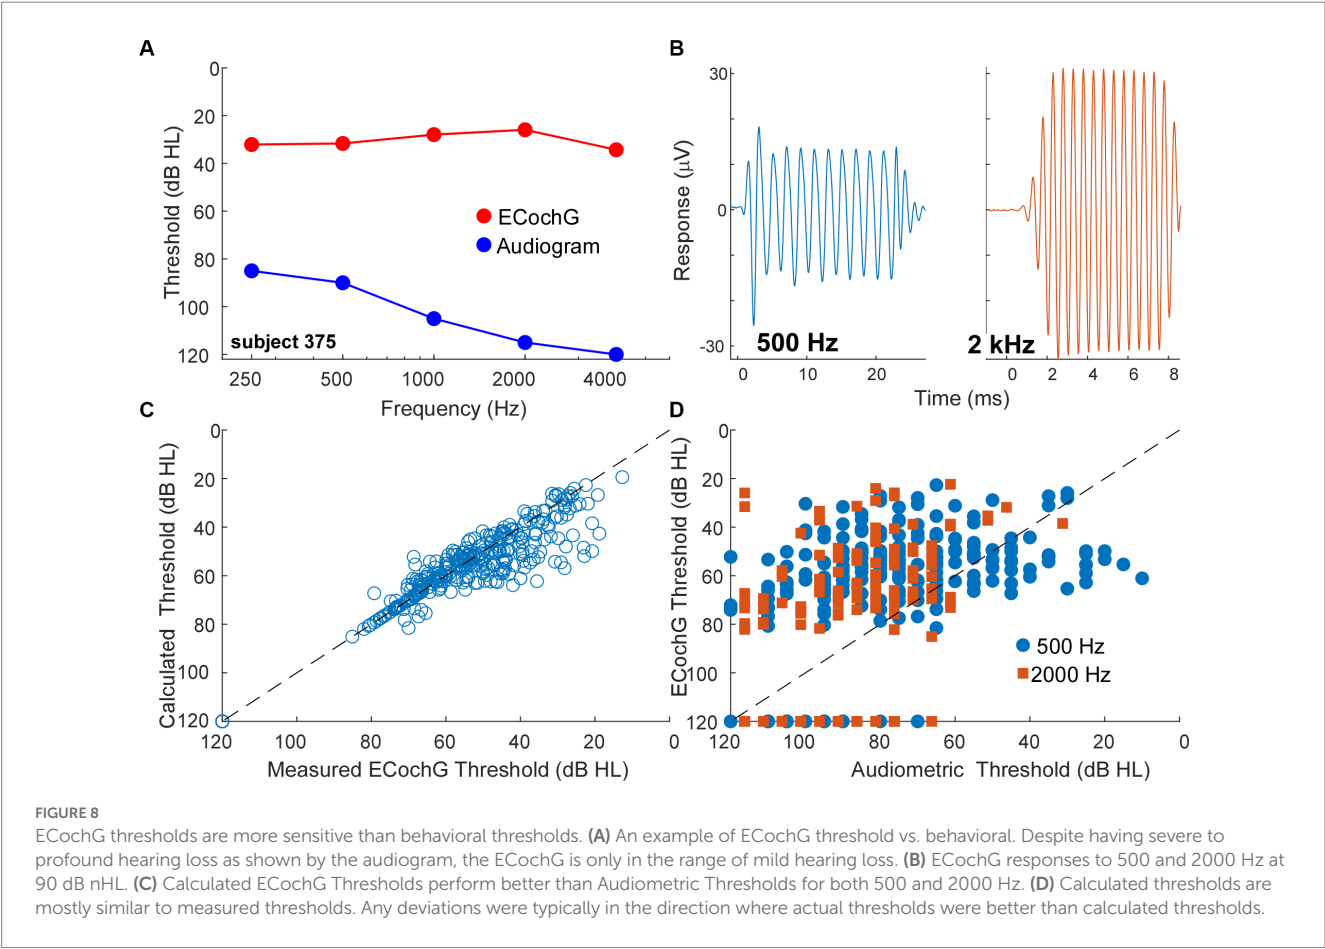 A
0
20
40
60
80
100
120
Threshold (dB HL)
ECochG
Audiogram
subject 375
250 500 1000 2000 4000
Frequency (Hz)
B
30
0
-30
Response (μV)
500 Hz
2 kHz
0 10 20
0 2 4 6 8
Time (ms)
C
0
20
40
60
80
100
120
Calculated Threshold (dB HL)
120 100 80 60 40 20 0
Measured ECochG Threshold (dB HL)
D
0
20
40
60
80
100
120
ECochG Threshold (dB HL)
500 Hz
2000 Hz
120 100 80 60 40 20 0
Audiometric Threshold (dB HL)
FIGURE 8
ECochG thresholds are more sensitive than behavioral thresholds. (A) An example of ECochG threshold vs. behavioral. Despite having severe to
profound hearing loss as shown by the audiogram, the ECochG is only in the range of mild hearing loss. (B) ECochG responses to 500 and 2000 Hz at
90 dB nHL. (C) Calculated ECochG Thresholds perform better than Audiometric Thresholds for both 500 and 2000 Hz. (D) Calculated thresholds are
mostly similar to measured thresholds. Any deviations were typically in the direction where actual thresholds were better than calculated thresholds.